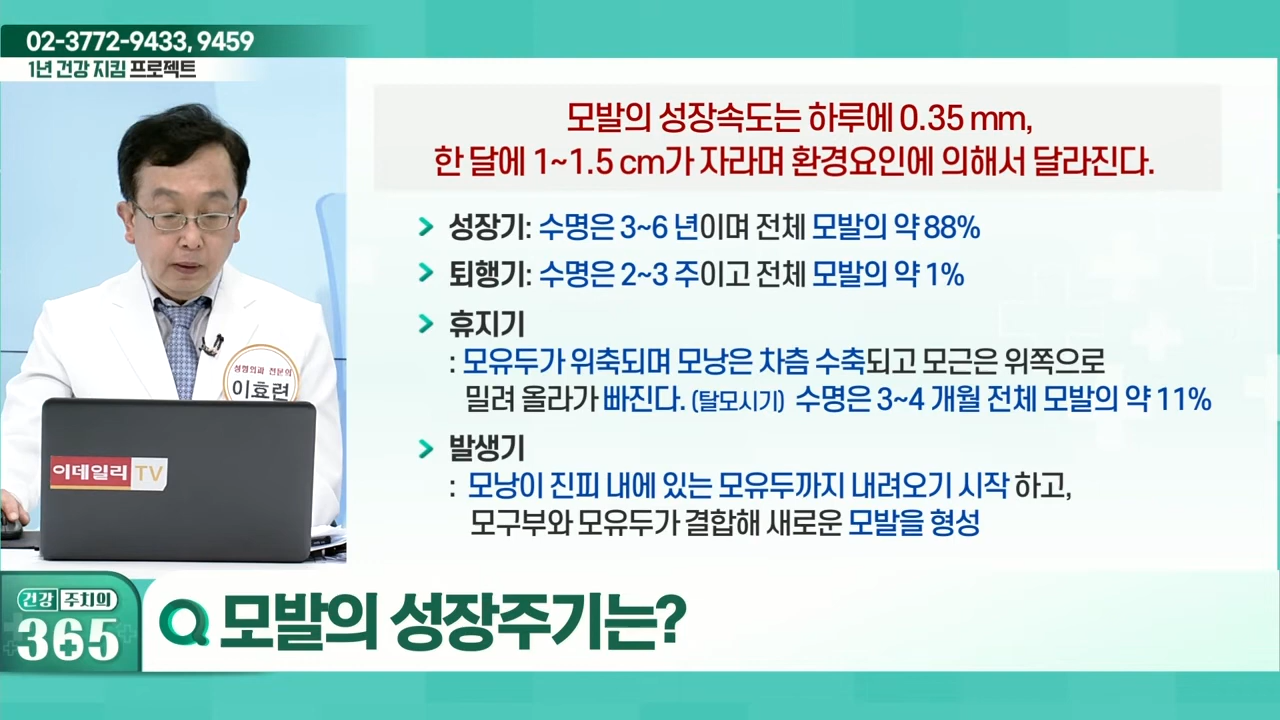 02-3772-9433, 9459
1년 건강 지킴 프로젝트
모발의 성장속도는 하루에 0.35 mm,
한 달에 1~1.5 cm가 자라며 환경요인에 의해서 달라진다.
성장기: 수명은 3~6 년이며 전체 모발의 약 88%
퇴행기: 수명은 2~3 주이고 전체 모발의 약 1%
휴지기
: 모유두가 위축되며 모낭은 차츰 수축되고 모근은 위쪽으로
밀려 올라가 빠진다. (탈모시기) 수명은 3~4 개월 전체 모발의 약 11%
발생기
: 모낭이 진피 내에 있는 모유두까지 내려오기 시작 하고,
모구부와 모유두가 결합해 새로운 모발을 형성
성형외과 전문의
이효련
이데일리 TV
건강 주치의
365
Q 모발의 성장주기는?